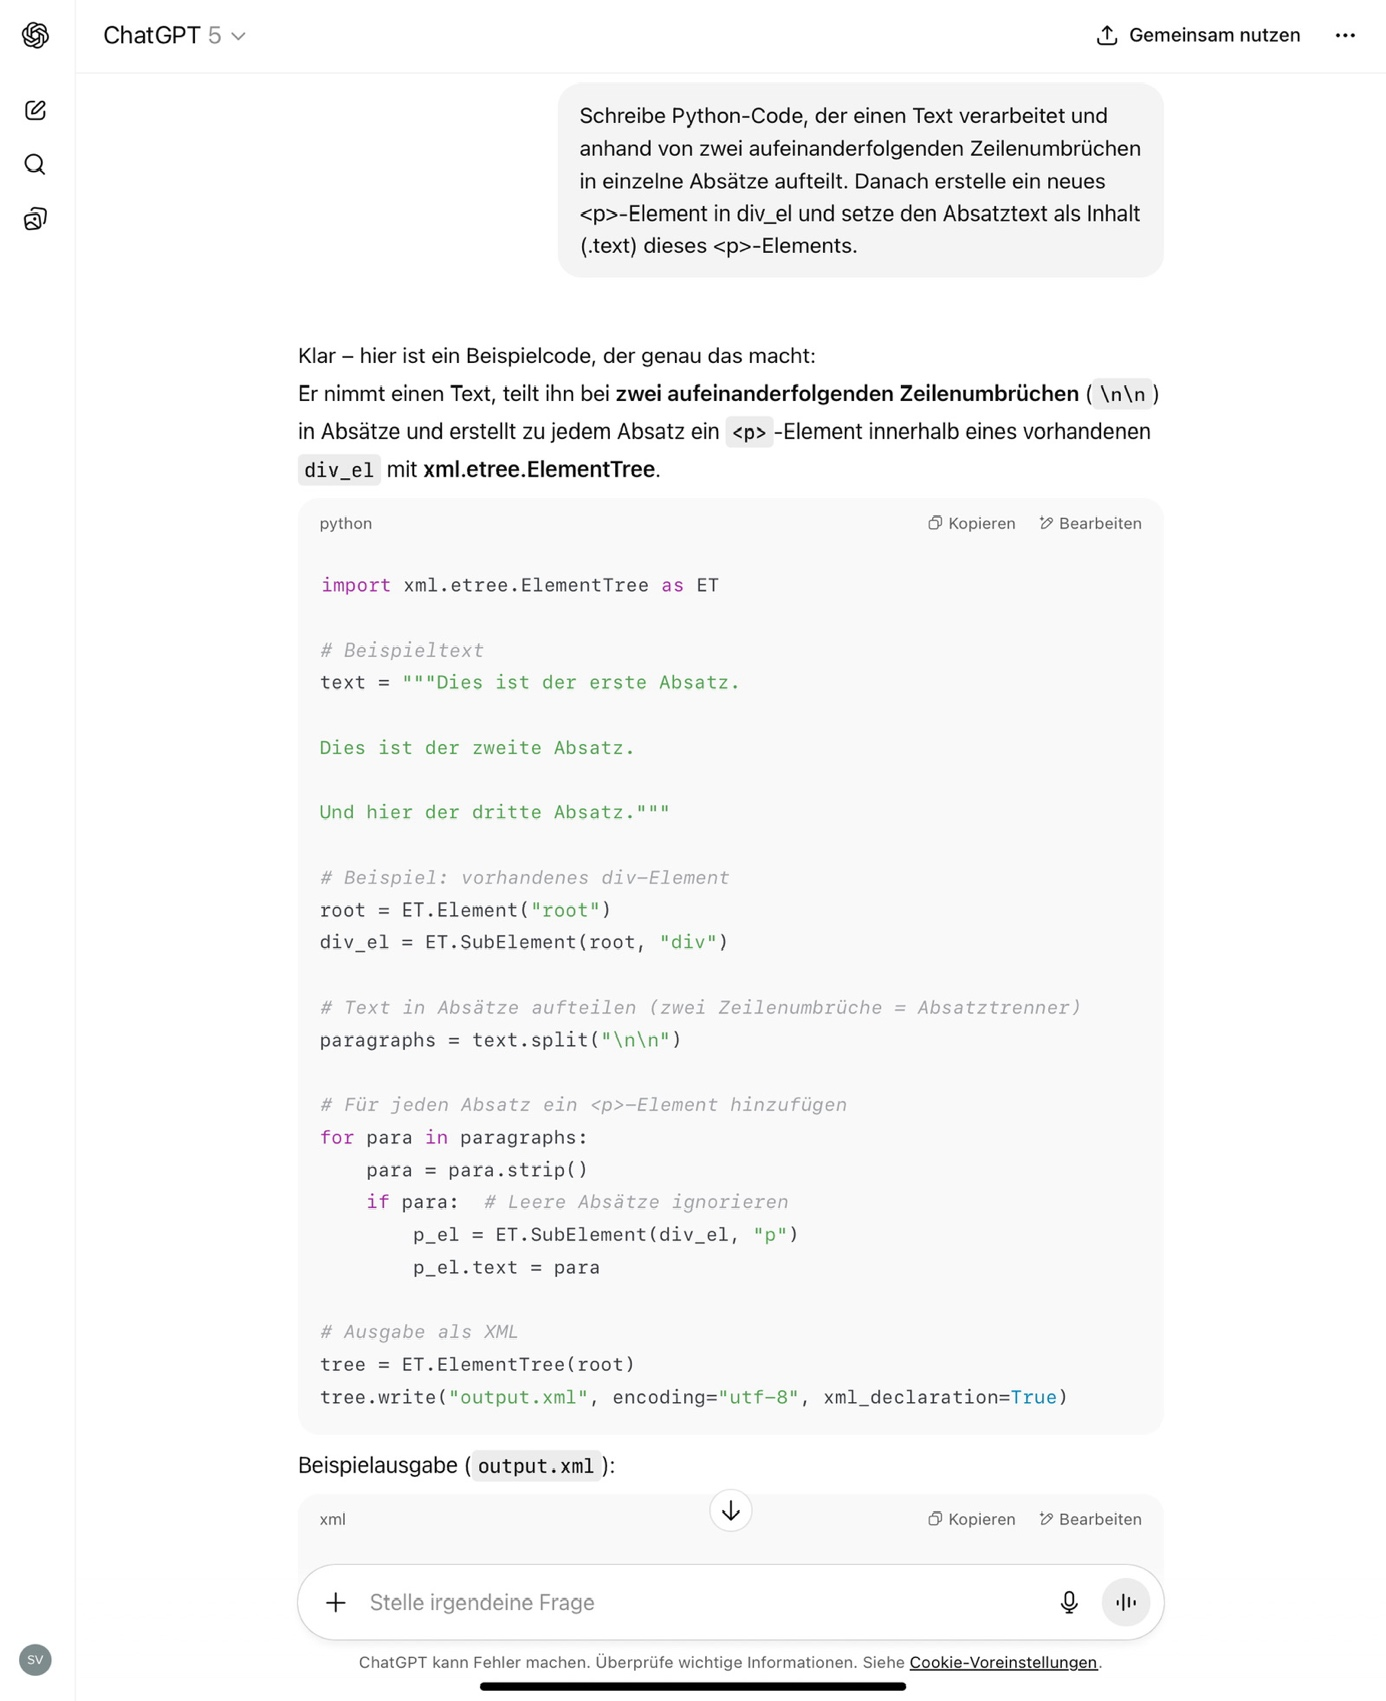 ChatGPT 5
Gemeinsam nutzen
Schreibe Python-Code, der einen Text verarbeitet und
anhand von zwei aufeinanderfolgenden Zeilenumbrüchen
in einzelne Absätze aufteilt. Danach erstelle ein neues
<p>-Element in div_el und setze den Absatztext als Inhalt
(.text) dieses <p>-Elements.
Klar – hier ist ein Beispielcode, der genau das macht:
Er nimmt einen Text, teilt ihn bei zwei aufeinanderfolgenden Zeilenumbrüchen ( \n\n )
in Absätze und erstellt zu jedem Absatz ein <p> -Element innerhalb eines vorhandenen
div_el mit xml.etree.ElementTree.
python
Kopieren
Bearbeiten
import xml.etree.ElementTree as ET
# Beispieltext
text = """Dies ist der erste Absatz.
Dies ist der zweite Absatz.
Und hier der dritte Absatz."""
# Beispiel: vorhandenes div-Element
root = ET.Element("root")
div_el = ET.SubElement(root, "div")
# Text in Absätze aufteilen (zwei Zeilenumbrüche = Absatztrenner)
paragraphs = text.split("\n\n")
# Für jeden Absatz ein <p>-Element hinzufügen
for para in paragraphs:
    para = para.strip()
    if para:  # Leere Absätze ignorieren
        p_el = ET.SubElement(div_el, "p")
        p_el.text = para
# Ausgabe als XML
tree = ET.ElementTree(root)
tree.write("output.xml", encoding="utf-8", xml_declaration=True)
Beispielausgabe ( output.xml ):
xml
Kopieren
Bearbeiten
Stelle irgendeine Frage
SV
ChatGPT kann Fehler machen. Überprüfe wichtige Informationen. Siehe Cookie-Voreinstellungen.